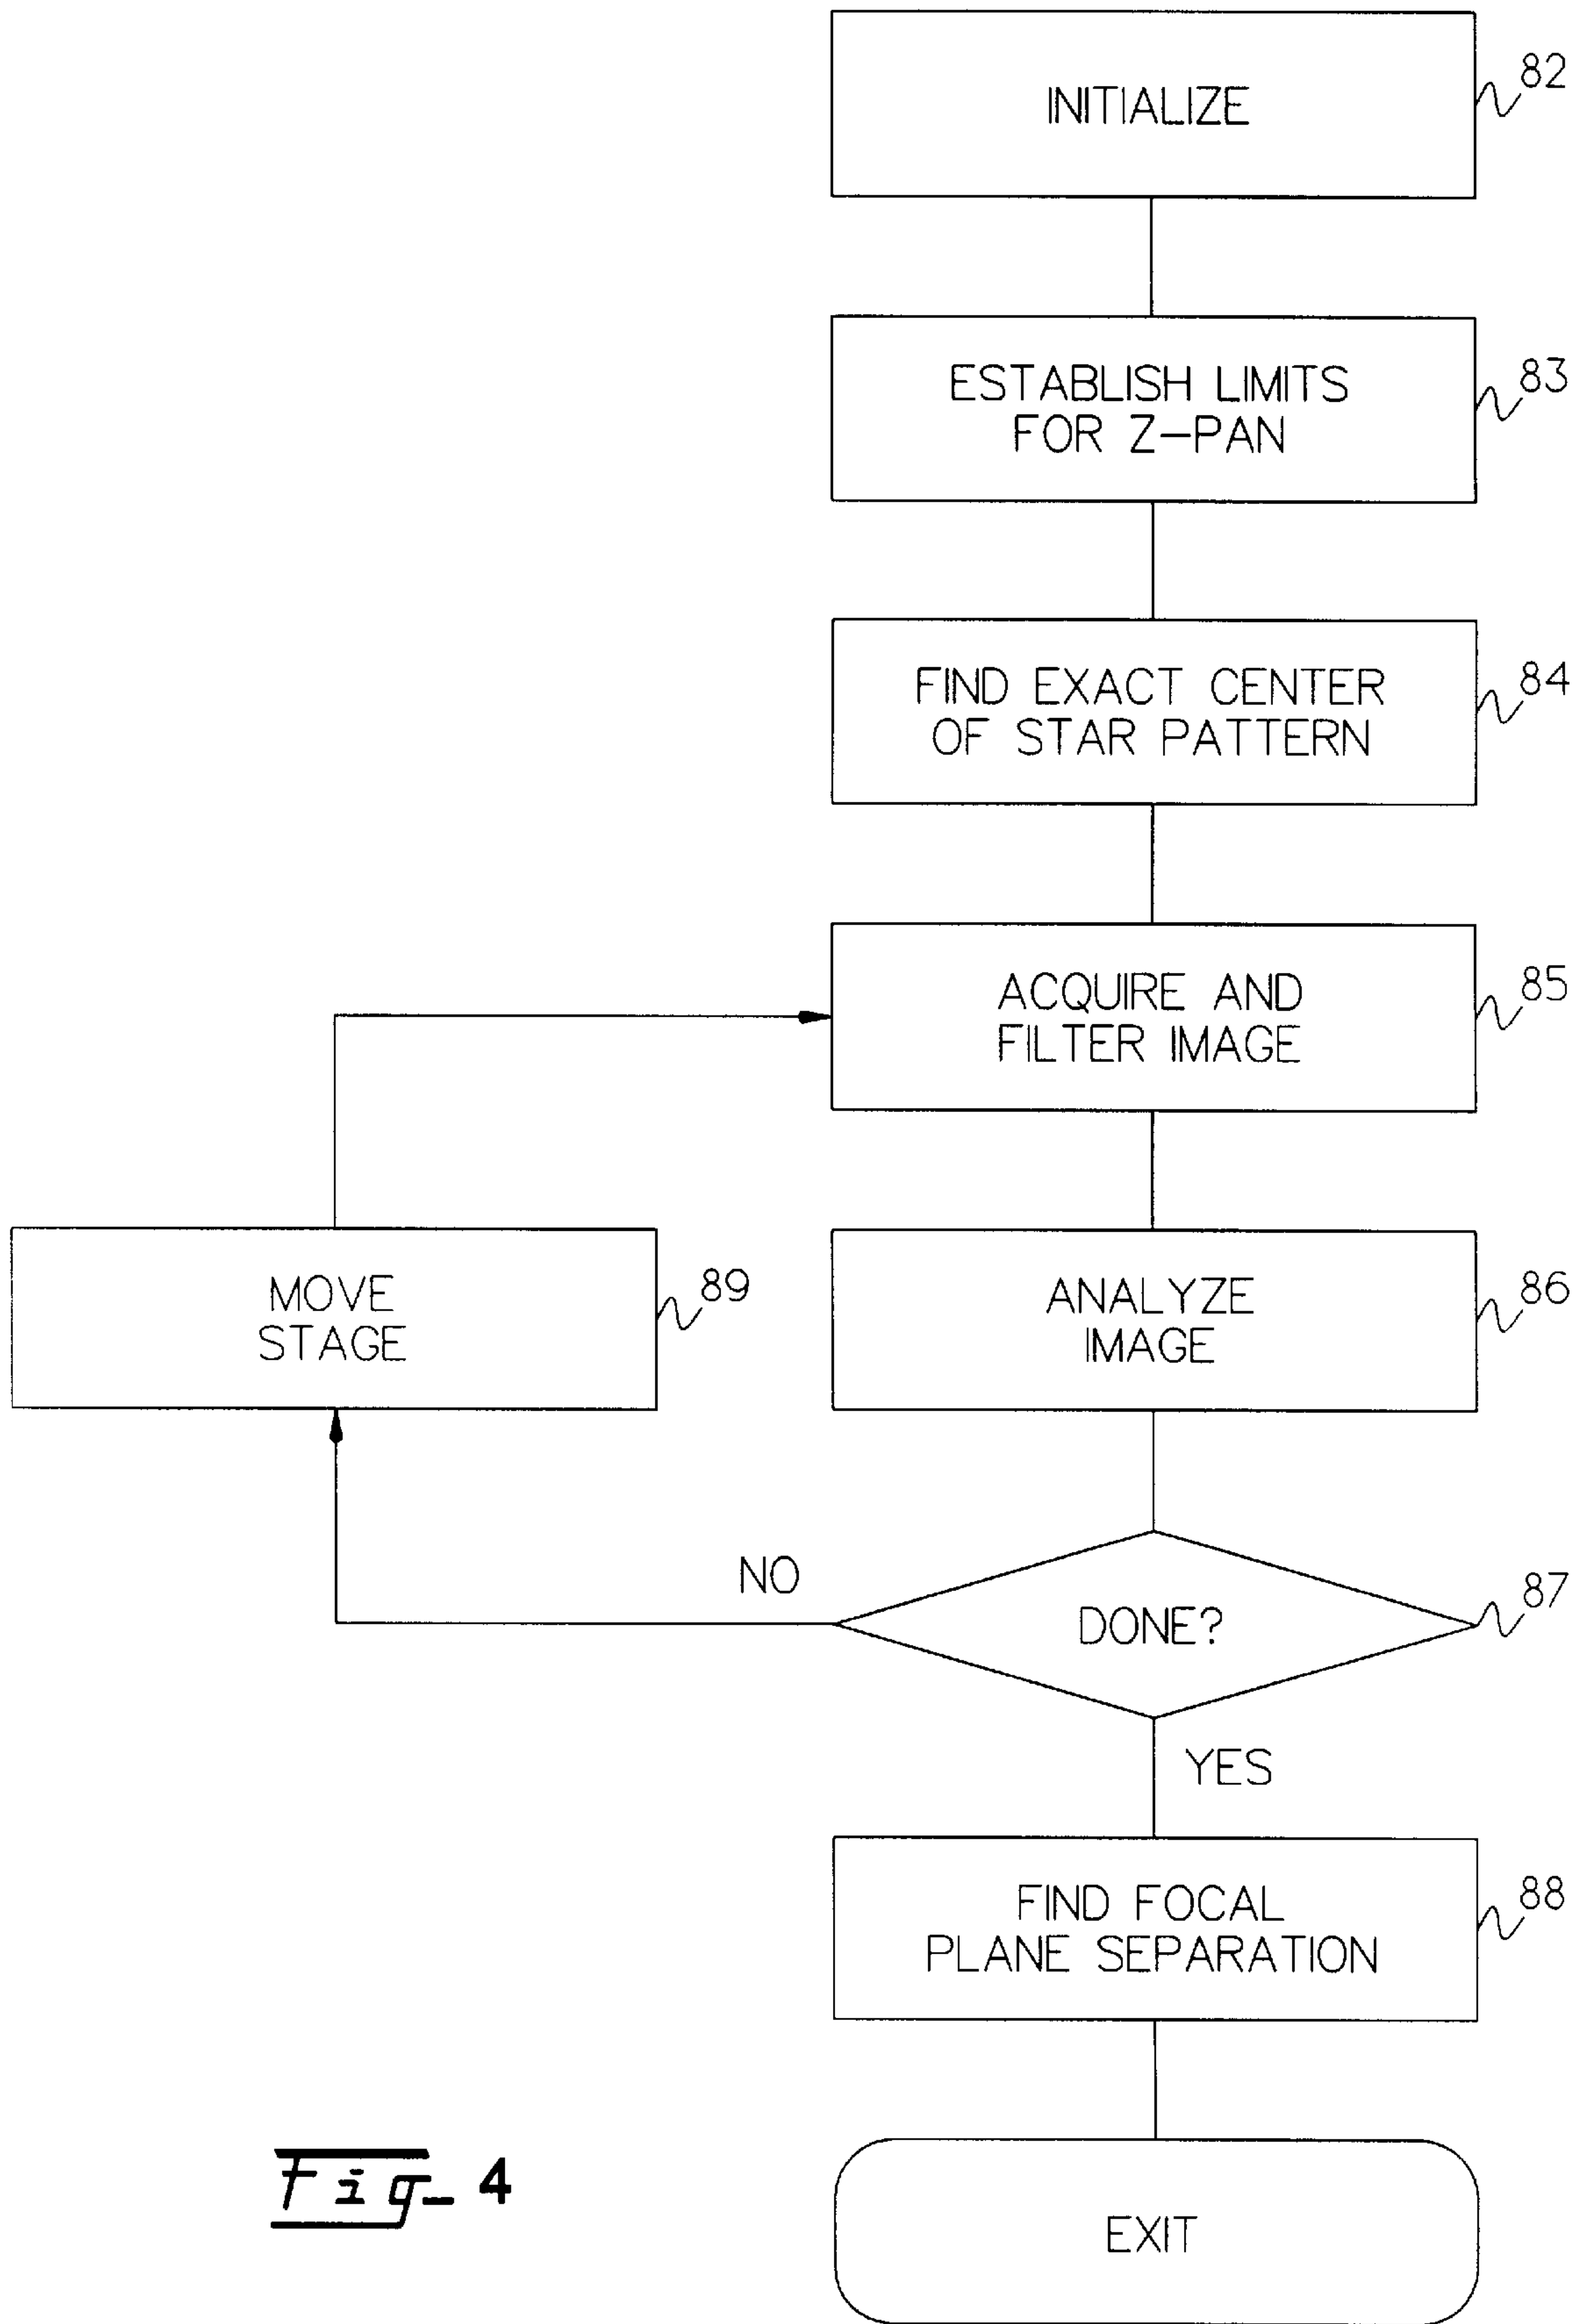 INITIALIZE
82
ESTABLISH LIMITS
FOR Z-PAN
83
FIND EXACT CENTER
OF STAR PATTERN
84
ACQUIRE AND
FILTER IMAGE
85
MOVE
STAGE
89
ANALYZE
IMAGE
86
NO
DONE?
87
YES
FIND FOCAL
PLANE SEPARATION
88
EXIT
Fig- 4